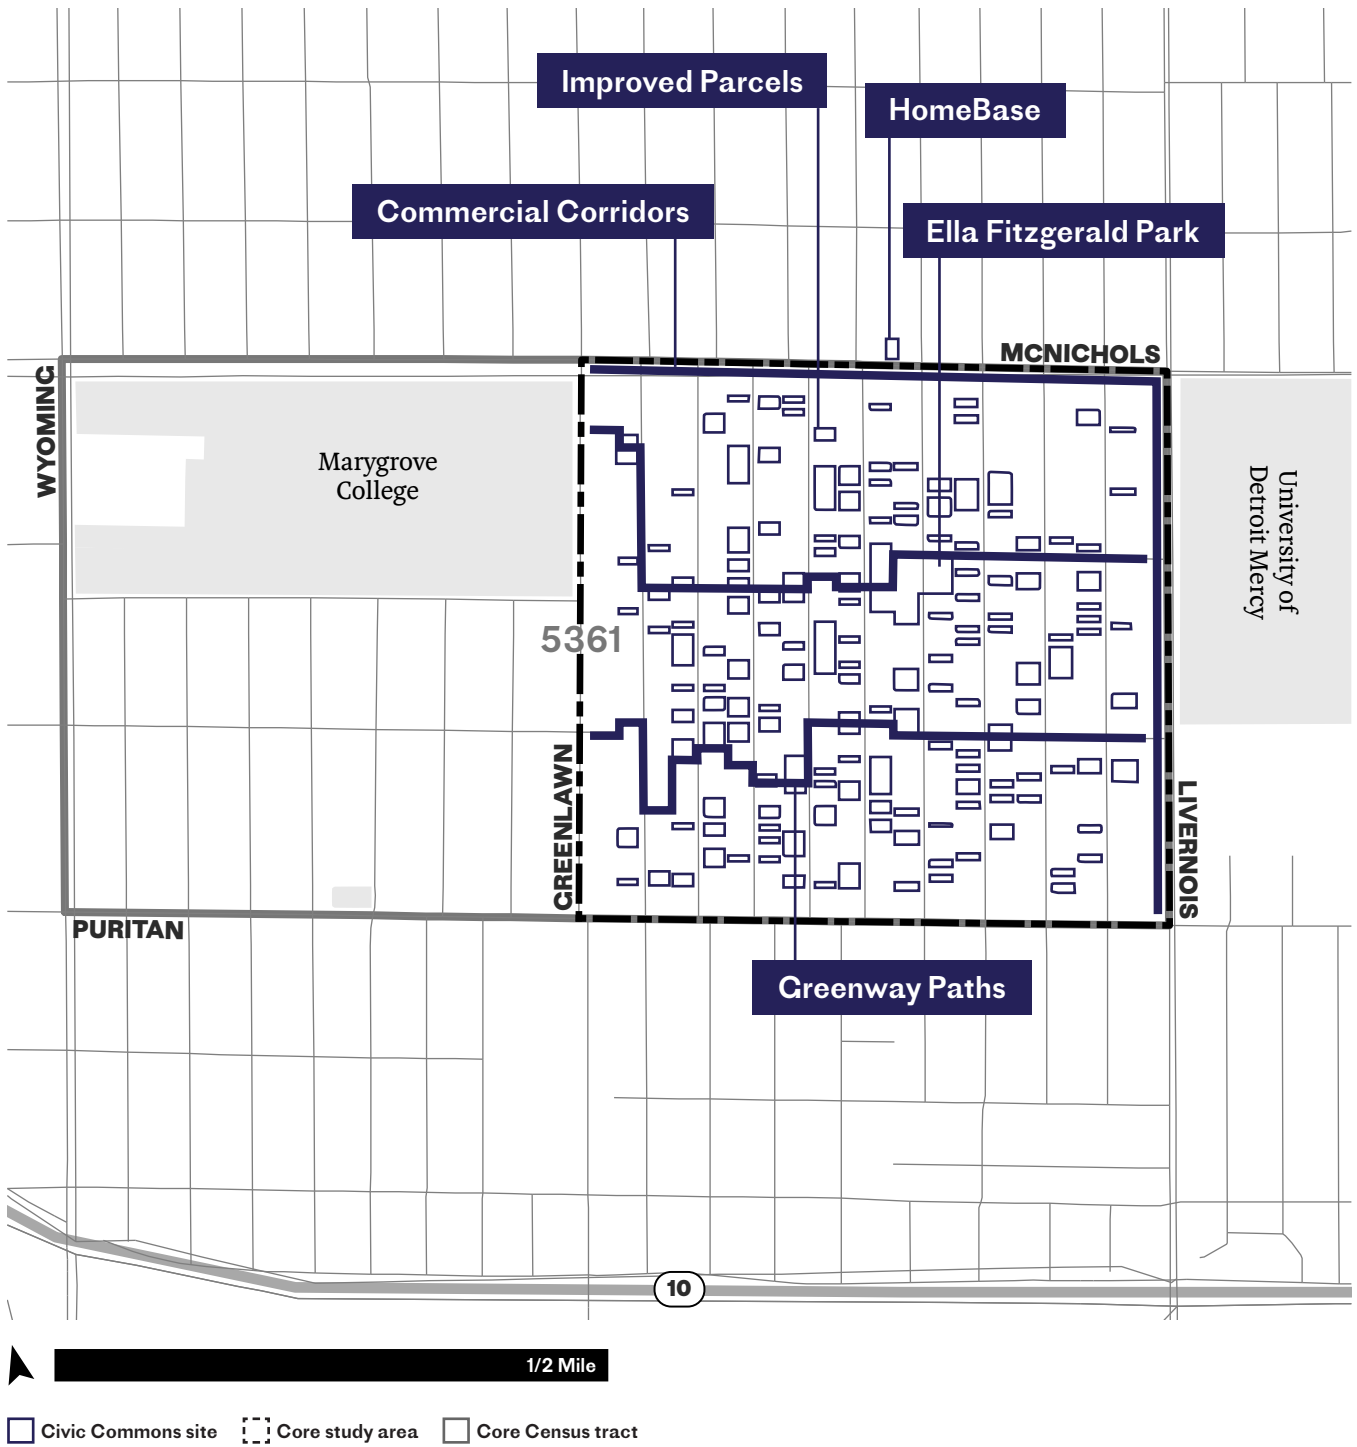 Improved Parcels
HomeBase
Commercial Corridors
Ella Fitzgerald Park
MCNICHOLS
WYOMING
Marygrove
College
University of
Detroit Mercy
5361
GREENLAWN
LIVERNOIS
PURITAN
Greenway Paths
10
1/2 Mile
Civic Commons site
Core study area
Core Census tract